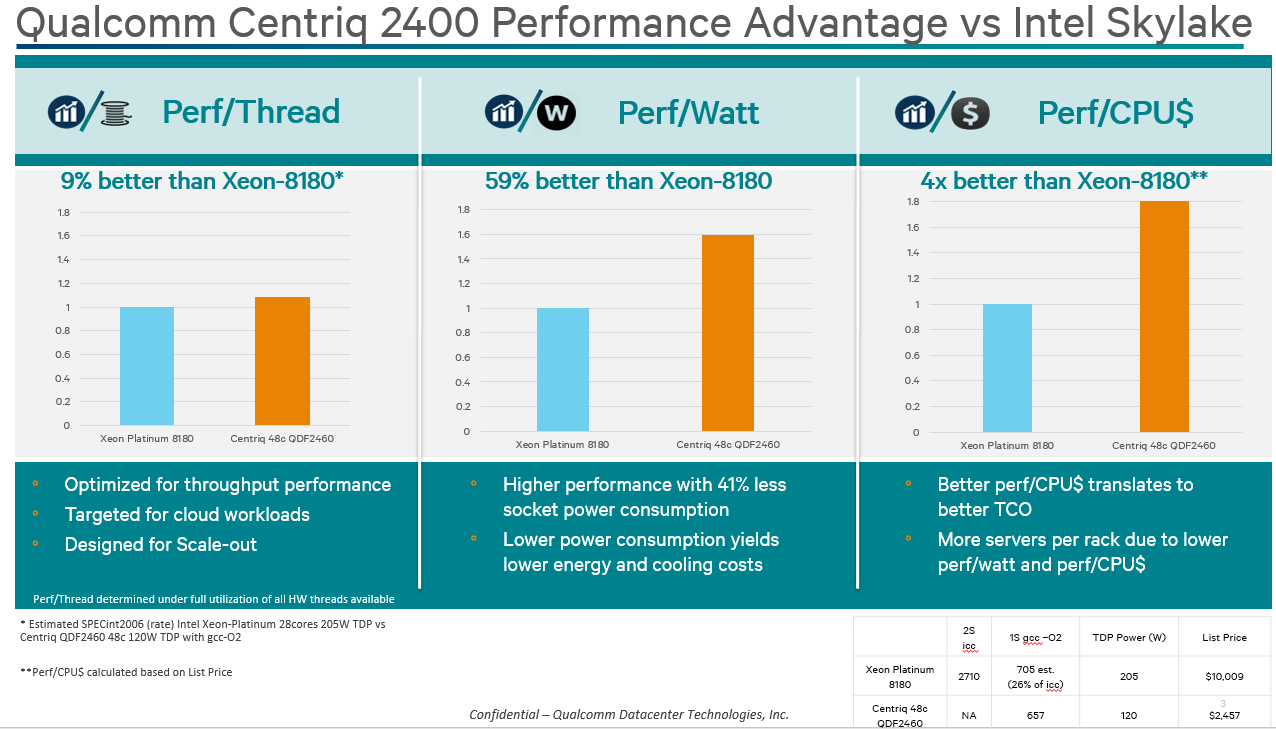 Qualcomm Centriq 2400 Performance Advantage vs Intel Skylake
Perf/Thread
W
Perf/Watt
$
Perf/CPU$
9% better than Xeon-8180*
1.8
1.6
1.4
1.2
1
0.8
0.6
0.4
0.2
0
Xeon Platinum 8180
Centriq 48c QDF2460
59% better than Xeon-8180
1.8
1.6
1.4
1.2
1
0.8
0.6
0.4
0.2
0
Xeon Platinum 8180
Centriq 48c QDF2460
4x better than Xeon-8180**
1.8
1.6
1.4
1.2
1
0.8
0.6
0.4
0.2
0
Xeon Platinum 8180
Centriq 48c QDF2460
Optimized for throughput performance
Targeted for cloud workloads
Designed for Scale-out
Perf/Thread determined under full utilization of all HW threads available
Higher performance with 41% less
socket power consumption
Lower power consumption yields
lower energy and cooling costs
Better perf/CPU$ translates to
better TCO
More servers per rack due to lower
perf/watt and perf/CPU$
* Estimated SPECint2006 (rate) Intel Xeon-Platinum 28cores 205W TDP vs
Centriq QDF2460 48c 120W TDP with gcc-O2
**Perf/CPU$ calculated based on List Price
Confidential – Qualcomm Datacenter Technologies, Inc.
2S
icc
1S gcc –O2
TDP Power (W)
List Price
Xeon Platinum
8180
2710
705 est.
(26% of icc)
205
$10,009
Centriq 48c
QDF2460
NA
657
120
3
$2,457